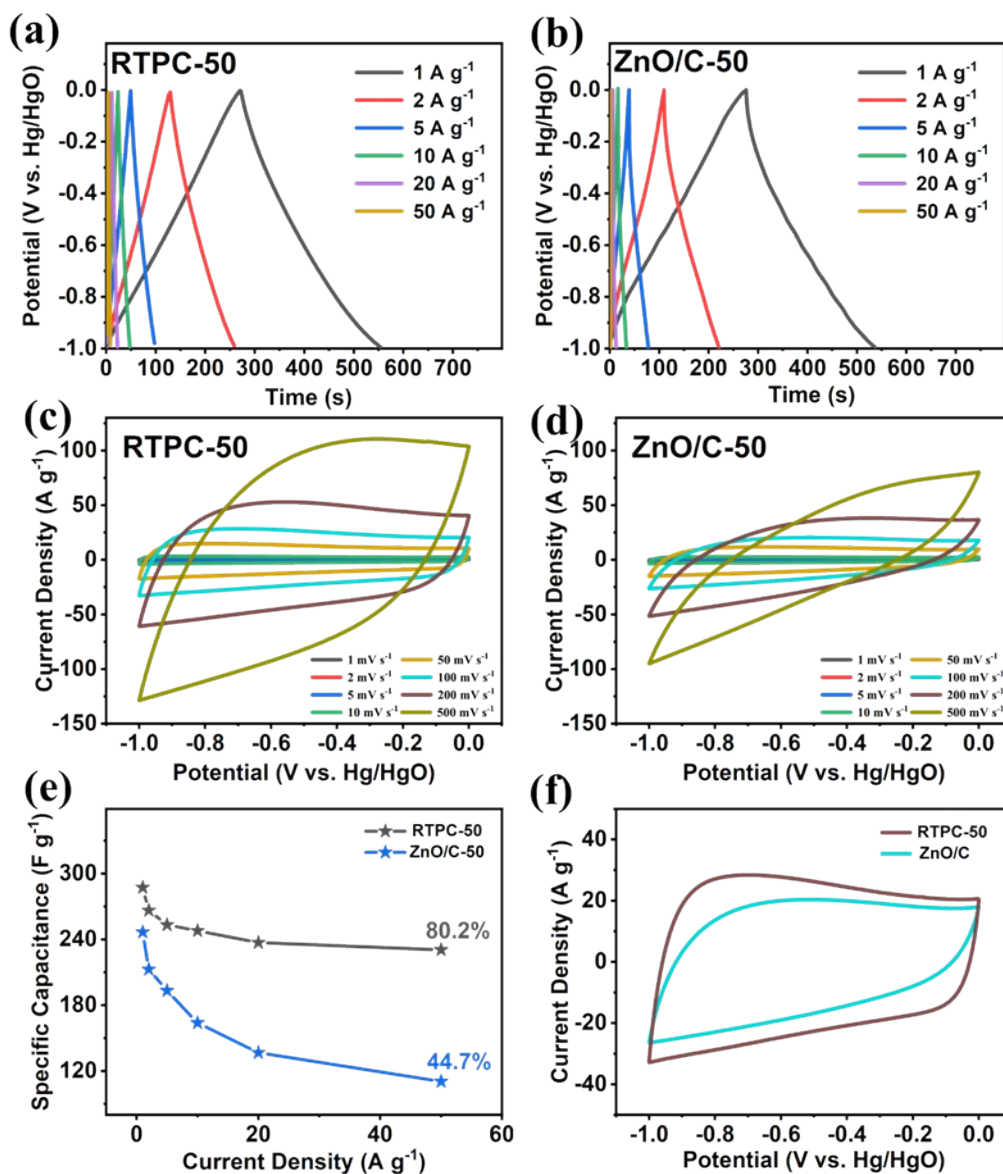 (a)
RTPC-50
1 A g⁻¹
2 A g⁻¹
5 A g⁻¹
10 A g⁻¹
20 A g⁻¹
50 A g⁻¹
0.0
-0.2
-0.4
-0.6
-0.8
-1.0
Potential (V vs. Hg/HgO)
0 100 200 300 400 500 600 700
Time (s)
(b)
ZnO/C-50
1 A g⁻¹
2 A g⁻¹
5 A g⁻¹
10 A g⁻¹
20 A g⁻¹
50 A g⁻¹
0.0
-0.2
-0.4
-0.6
-0.8
-1.0
Potential (V vs. Hg/HgO)
0 100 200 300 400 500 600 700
Time (s)
(c)
RTPC-50
100
50
0
-50
-100
-150
Current Density (A g⁻¹)
1 mV s⁻¹ 50 mV s⁻¹
2 mV s⁻¹ 100 mV s⁻¹
5 mV s⁻¹ 200 mV s⁻¹
10 mV s⁻¹ 500 mV s⁻¹
-1.0 -0.8 -0.6 -0.4 -0.2 0.0
Potential (V vs. Hg/HgO)
(d)
ZnO/C-50
100
50
0
-50
-100
-150
Current Density (A g⁻¹)
1 mV s⁻¹ 50 mV s⁻¹
2 mV s⁻¹ 100 mV s⁻¹
5 mV s⁻¹ 200 mV s⁻¹
10 mV s⁻¹ 500 mV s⁻¹
-1.0 -0.8 -0.6 -0.4 -0.2 0.0
Potential (V vs. Hg/HgO)
(e)
RTPC-50
ZnO/C-50
300
240
180
120
Specific Capacitance (F g⁻¹)
80.2%
44.7%
0 20 40 60
Current Density (A g⁻¹)
(f)
RTPC-50
ZnO/C
40
20
0
-20
-40
Current Density (A g⁻¹)
-1.0 -0.8 -0.6 -0.4 -0.2 0.0
Potential (V vs. Hg/HgO)